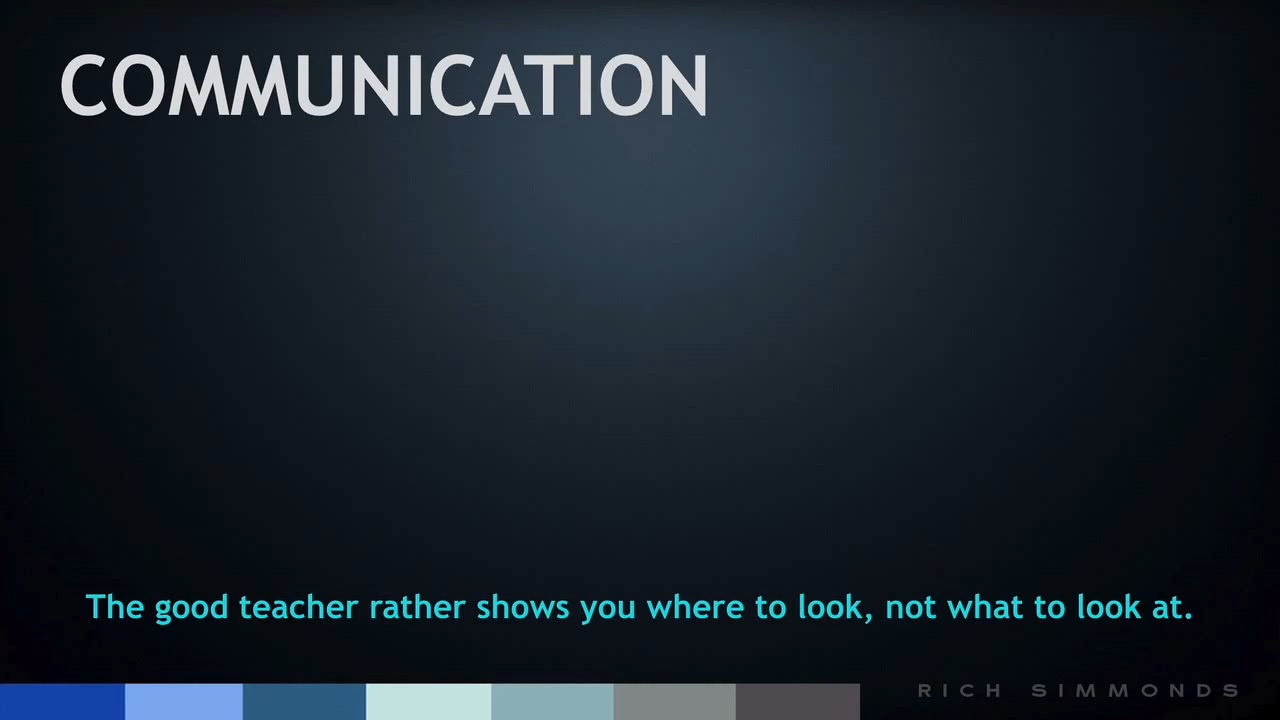 COMMUNICATION
The good teacher rather shows you where to look, not what to look at.
RICH SIMMONDS